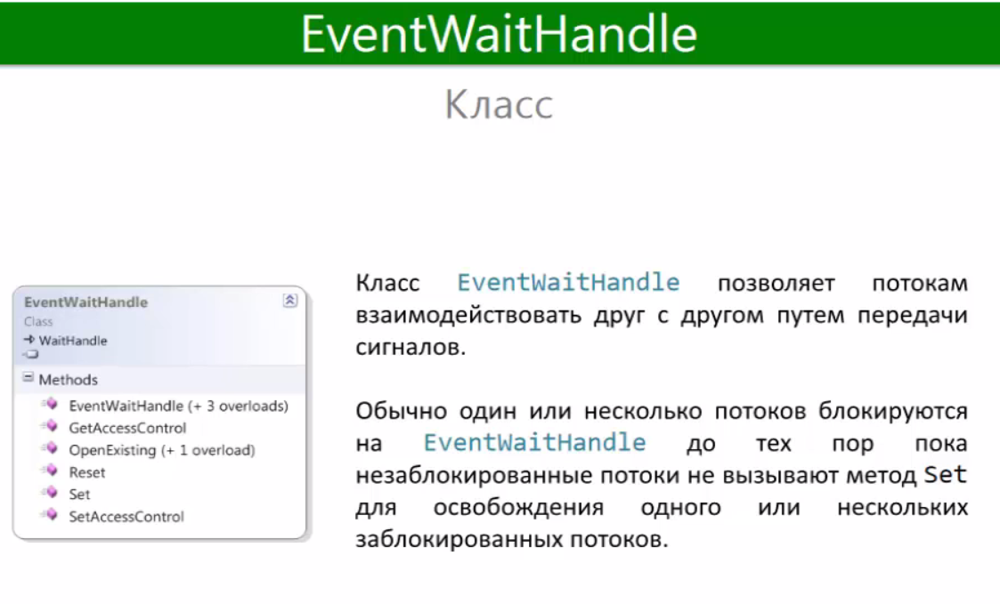 EventWaitHandle
Класс
EventWaitHandle
Class
WaitHandle
Methods
EventWaitHandle (+ 3 overloads)
GetAccessControl
OpenExisting (+ 1 overload)
Reset
Set
SetAccessControl
Класс EventWaitHandle позволяет потокам
взаимодействовать друг с другом путем передачи
сигналов.
Обычно один или несколько потоков блокируются
на EventWaitHandle до тех пор пока
незаблокированные потоки не вызывают метод Set
для освобождения одного или нескольких
заблокированных потоков.